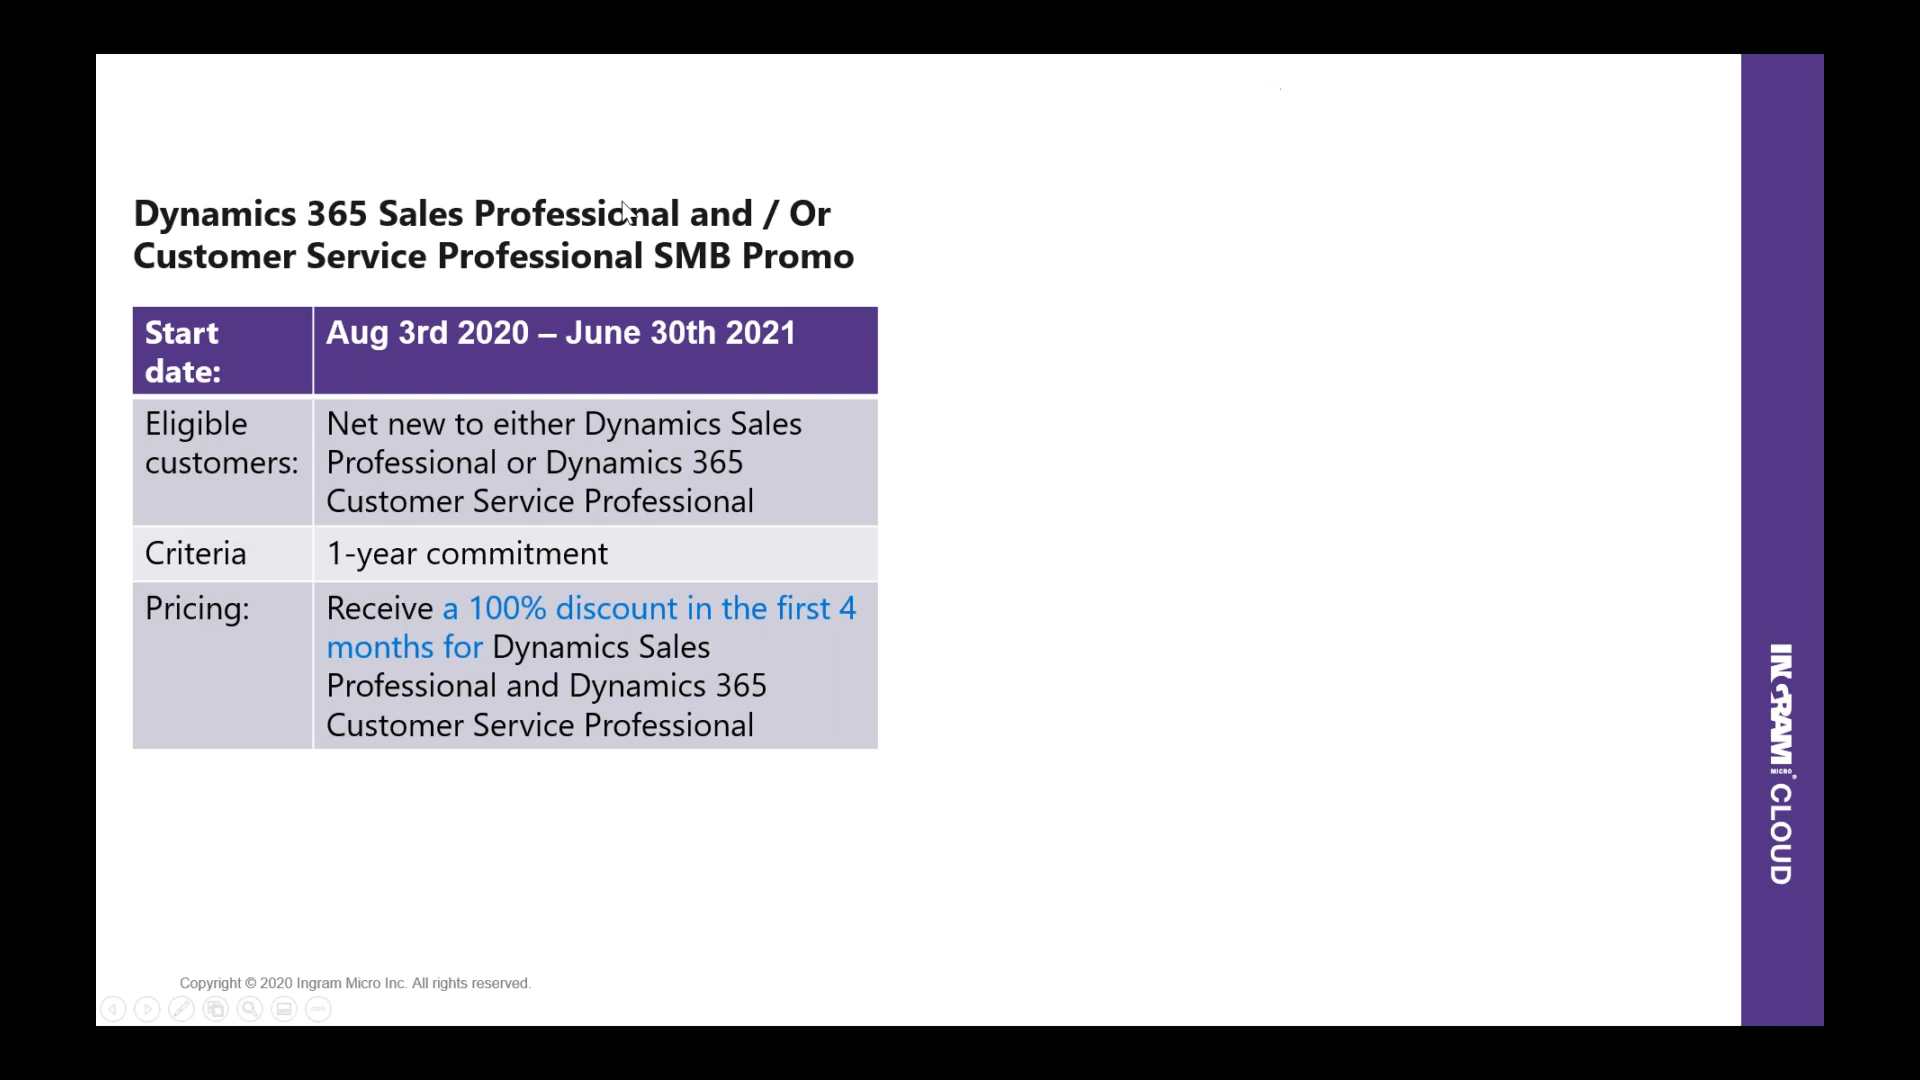 Dynamics 365 Sales Professional and / Or
Customer Service Professional SMB Promo
Start
date:
Aug 3rd 2020 – June 30th 2021
Eligible
customers:
Net new to either Dynamics Sales
Professional or Dynamics 365
Customer Service Professional
Criteria
1-year commitment
Pricing:
Receive a 100% discount in the first 4
months for Dynamics Sales
Professional and Dynamics 365
Customer Service Professional
INGRAM MICRO® CLOUD
Copyright © 2020 Ingram Micro Inc. All rights reserved.